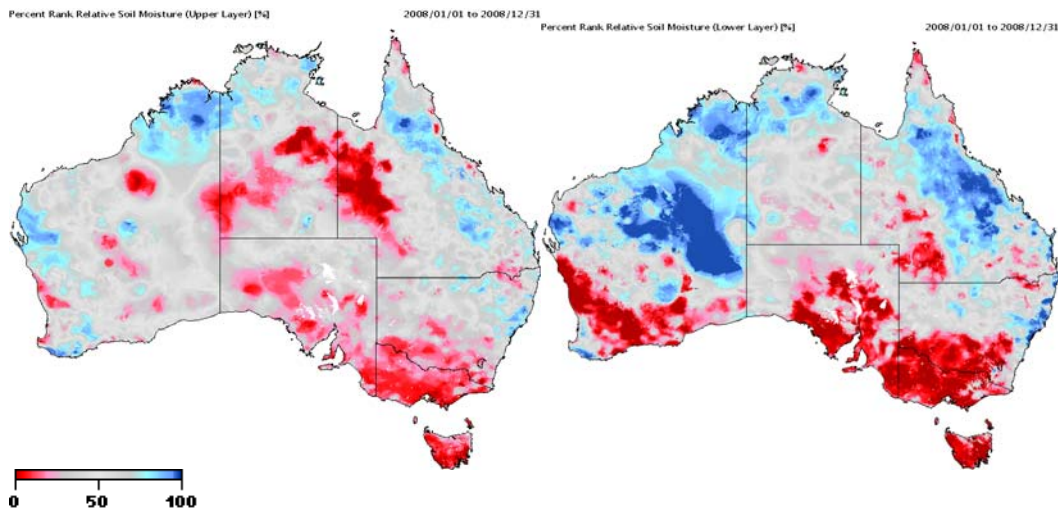 Percent Rank Relative Soil Moisture (Upper Layer) [%] 2008/01/01 to 2008/12/31
Percent Rank Relative Soil Moisture (Lower Layer) [%] 2008/01/01 to 2008/12/31
0 50 100